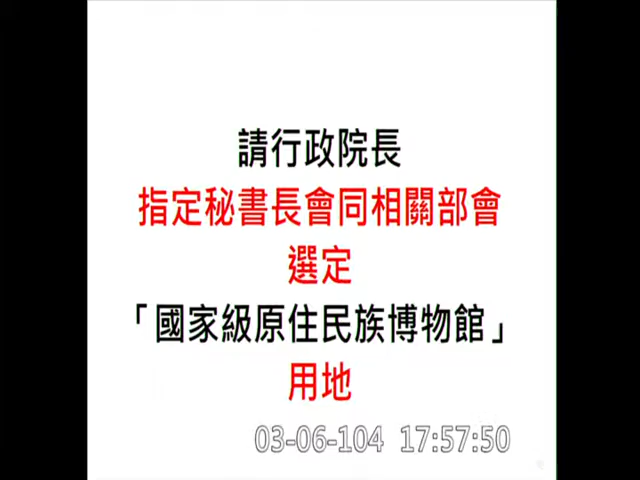 請行政院長
指定秘書長會同相關部會
選定
「國家級原住民族博物館」
用地
03-06-104 17:57:50